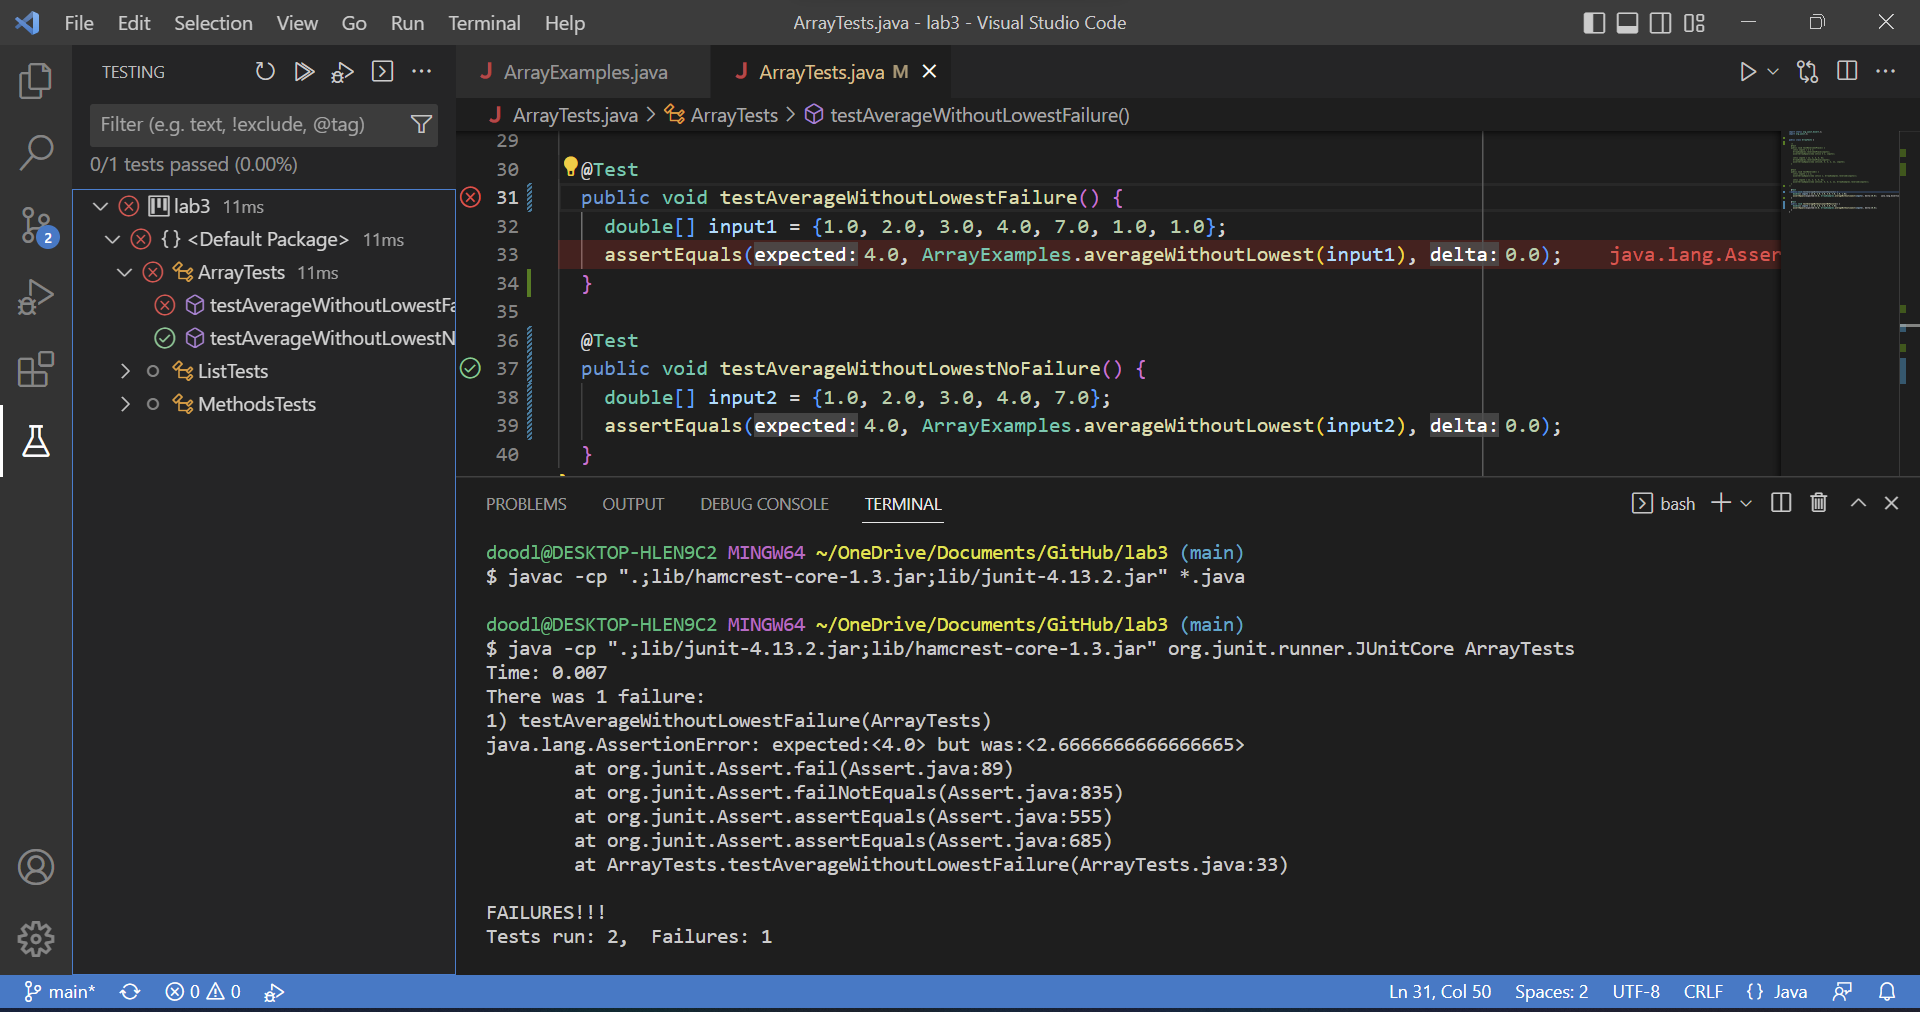 File Edit Selection View Go Run Terminal Help
ArrayTests.java - lab3 - Visual Studio Code
TESTING
Filter (e.g. text, !exclude, @tag)
0/1 tests passed (0.00%)
lab3 11ms
{} <Default Package> 11ms
ArrayTests 11ms
testAverageWithoutLowestFa
testAverageWithoutLowestN
ListTests
MethodsTests
2
J ArrayExamples.java
J ArrayTests.java M
J ArrayTests.java > ArrayTests > testAverageWithoutLowestFailure()
29
30 @Test
31 public void testAverageWithoutLowestFailure() {
32 double[] input1 = {1.0, 2.0, 3.0, 4.0, 7.0, 1.0, 1.0};
33 assertEquals(expected: 4.0, ArrayExamples.averageWithoutLowest(input1), delta: 0.0); java.lang.Asser
34 }
35
36 @Test
37 public void testAverageWithoutLowestNoFailure() {
38 double[] input2 = {1.0, 2.0, 3.0, 4.0, 7.0};
39 assertEquals(expected: 4.0, ArrayExamples.averageWithoutLowest(input2), delta: 0.0);
40 }
PROBLEMS OUTPUT DEBUG CONSOLE TERMINAL
bash
doodl@DESKTOP-HLEN9C2 MINGW64 ~/OneDrive/Documents/GitHub/lab3 (main)
$ javac -cp ".;lib/hamcrest-core-1.3.jar;lib/junit-4.13.2.jar" *.java
doodl@DESKTOP-HLEN9C2 MINGW64 ~/OneDrive/Documents/GitHub/lab3 (main)
$ java -cp ".;lib/junit-4.13.2.jar;lib/hamcrest-core-1.3.jar" org.junit.runner.JUnitCore ArrayTests
Time: 0.007
There was 1 failure:
1) testAverageWithoutLowestFailure(ArrayTests)
java.lang.AssertionError: expected:<4.0> but was:<2.6666666666666665>
at org.junit.Assert.fail(Assert.java:89)
at org.junit.Assert.failNotEquals(Assert.java:835)
at org.junit.Assert.assertEquals(Assert.java:555)
at org.junit.Assert.assertEquals(Assert.java:685)
at ArrayTests.testAverageWithoutLowestFailure(ArrayTests.java:33)
FAILURES!!!
Tests run: 2,  Failures: 1
main* 0 0
Ln 31, Col 50 Spaces: 2 UTF-8 CRLF {} Java